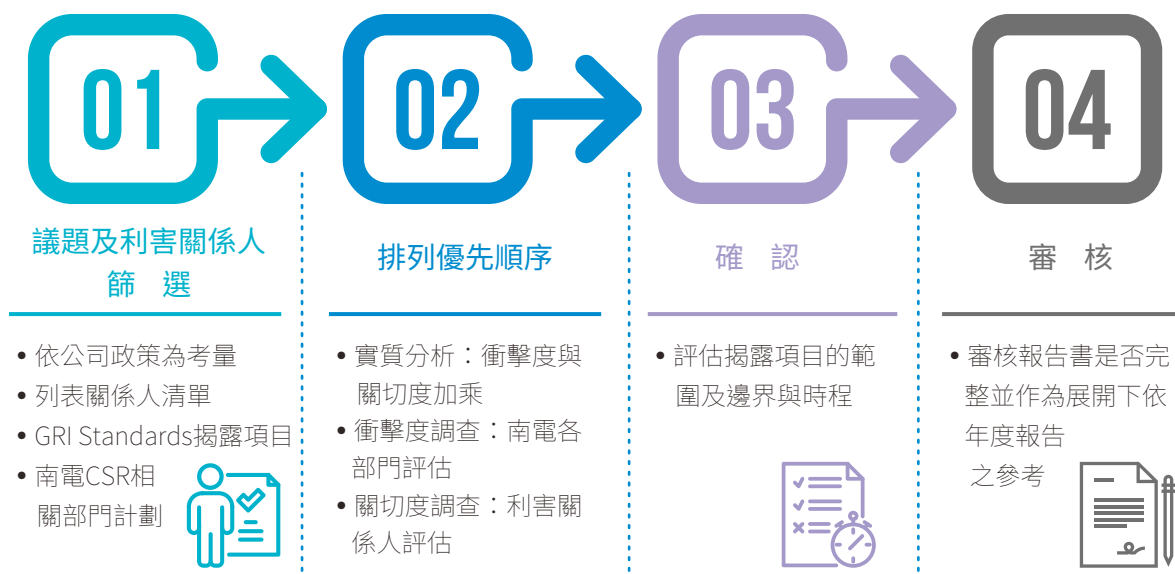 01
議題及利害關係人
篩 選
• 依公司政策為考量
• 列表關係人清單
• GRI Standards揭露項目
• 南電CSR相
關部門計劃
02
排列優先順序
• 實質分析：衝擊度與
關切度加乘
• 衝擊度調查：南電各
部門評估
• 關切度調查：利害關
係人評估
03
確 認
• 評估揭露項目的範
圍及邊界與時程
04
審 核
• 審核報告書是否完
整並作為展開下依
年度報告
之參考